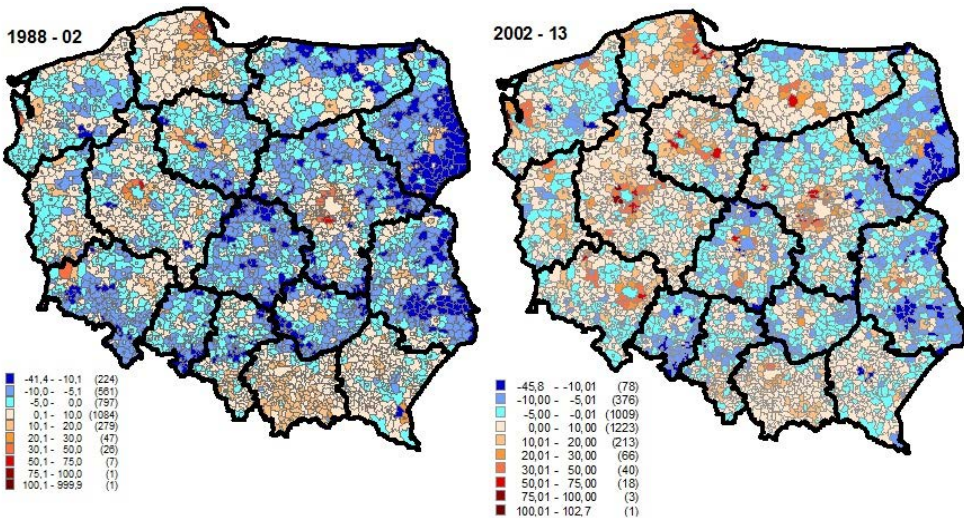 1988 - 02
-41,4 - -10,1 (224)
-10,0 - -5,1 (561)
-5,0 - 0,0 (797)
0,1 - 10,0 (1084)
10,1 - 20,0 (279)
20,1 - 30,0 (47)
30,1 - 50,0 (26)
50,1 - 75,0 (7)
75,1 - 100,0 (1)
100,1 - 999,9 (1)
2002 - 13
-45,8 - -10,01 (78)
-10,00 - -5,01 (376)
-5,00 - -0,01 (1009)
0,00 - 10,00 (1223)
10,01 - 20,00 (213)
20,01 - 30,00 (66)
30,01 - 50,00 (40)
50,01 - 75,00 (18)
75,01 - 100,00 (3)
100,01 - 102,7 (1)